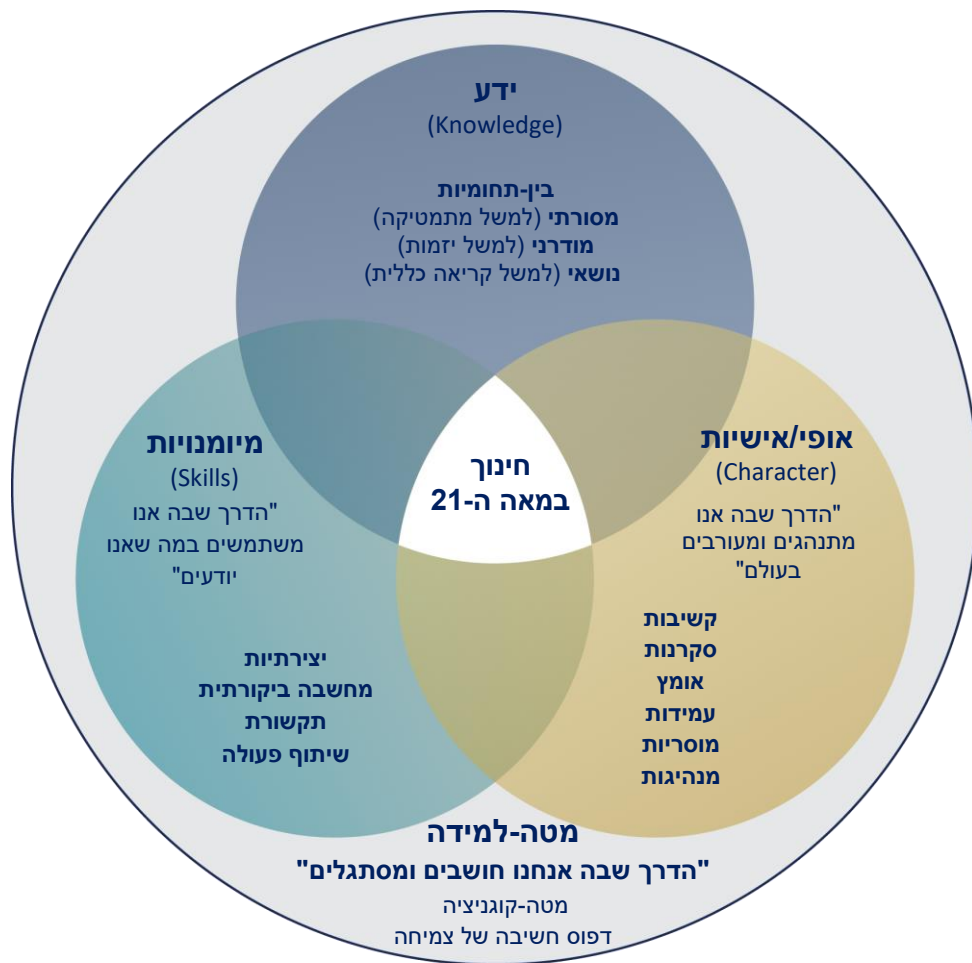 ידע
(Knowledge)
בין-תחומיות
מסורתי (למשל מתמטיקה)
מודרני (למשל יזמות)
נושאי (למשל קריאה כללית)
אופי/אישיות
(Character)
"הדרך שבה אנו
מתנהגים ומעורבים
בעולם"
קשיבות
סקרנות
אומץ
עמידות
מוסריות
מנהיגות
חינוך
במאה ה-21
מיומנויות
(Skills)
"הדרך שבה אנו
משתמשים במה שאנו
יודעים"
יצירתיות
מחשבה ביקורתית
תקשורת
שיתוף פעולה
מטה-למידה
"הדרך שבה אנחנו חושבים ומסתגלים"
מטה-קוגניציה
דפוס חשיבה של צמיחה